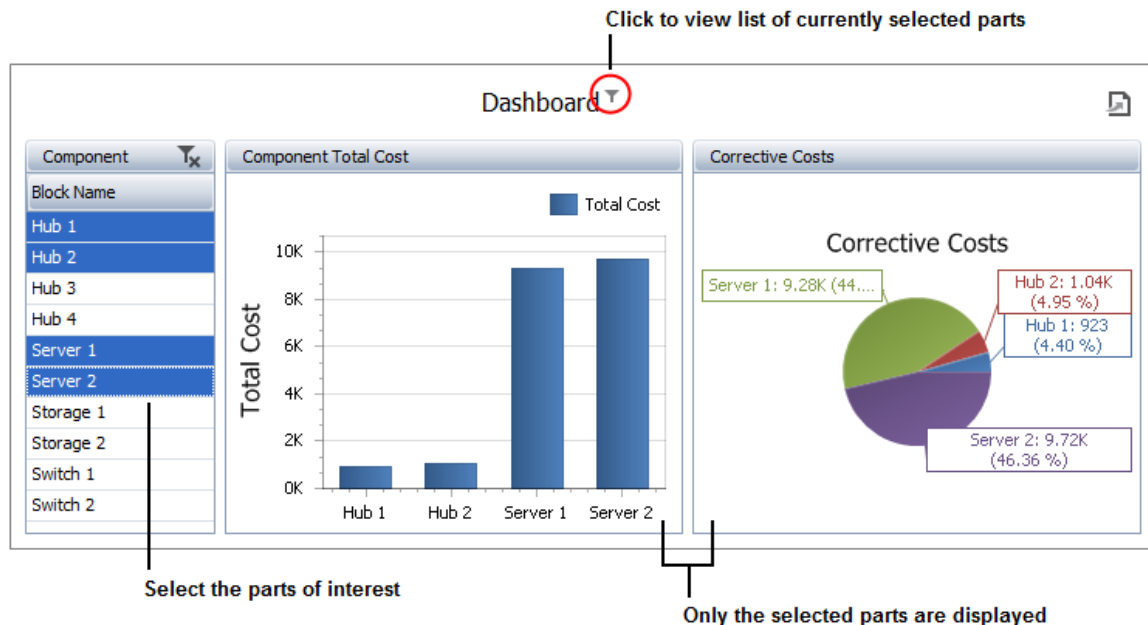 Click to view list of currently selected parts
Dashboard
Component
Component Total Cost
Corrective Costs
Block Name
Hub 1
Hub 2
Hub 3
Hub 4
Server 1
Server 2
Storage 1
Storage 2
Switch 1
Switch 2
Total Cost
Total Cost
10K
8K
6K
4K
2K
0K
Hub 1
Hub 2
Server 1
Server 2
Corrective Costs
Server 1: 9.28K (44....
Hub 2: 1.04K
(4.95 %)
Hub 1: 923
(4.40 %)
Server 2: 9.72K
(46.36 %)
Select the parts of interest
Only the selected parts are displayed